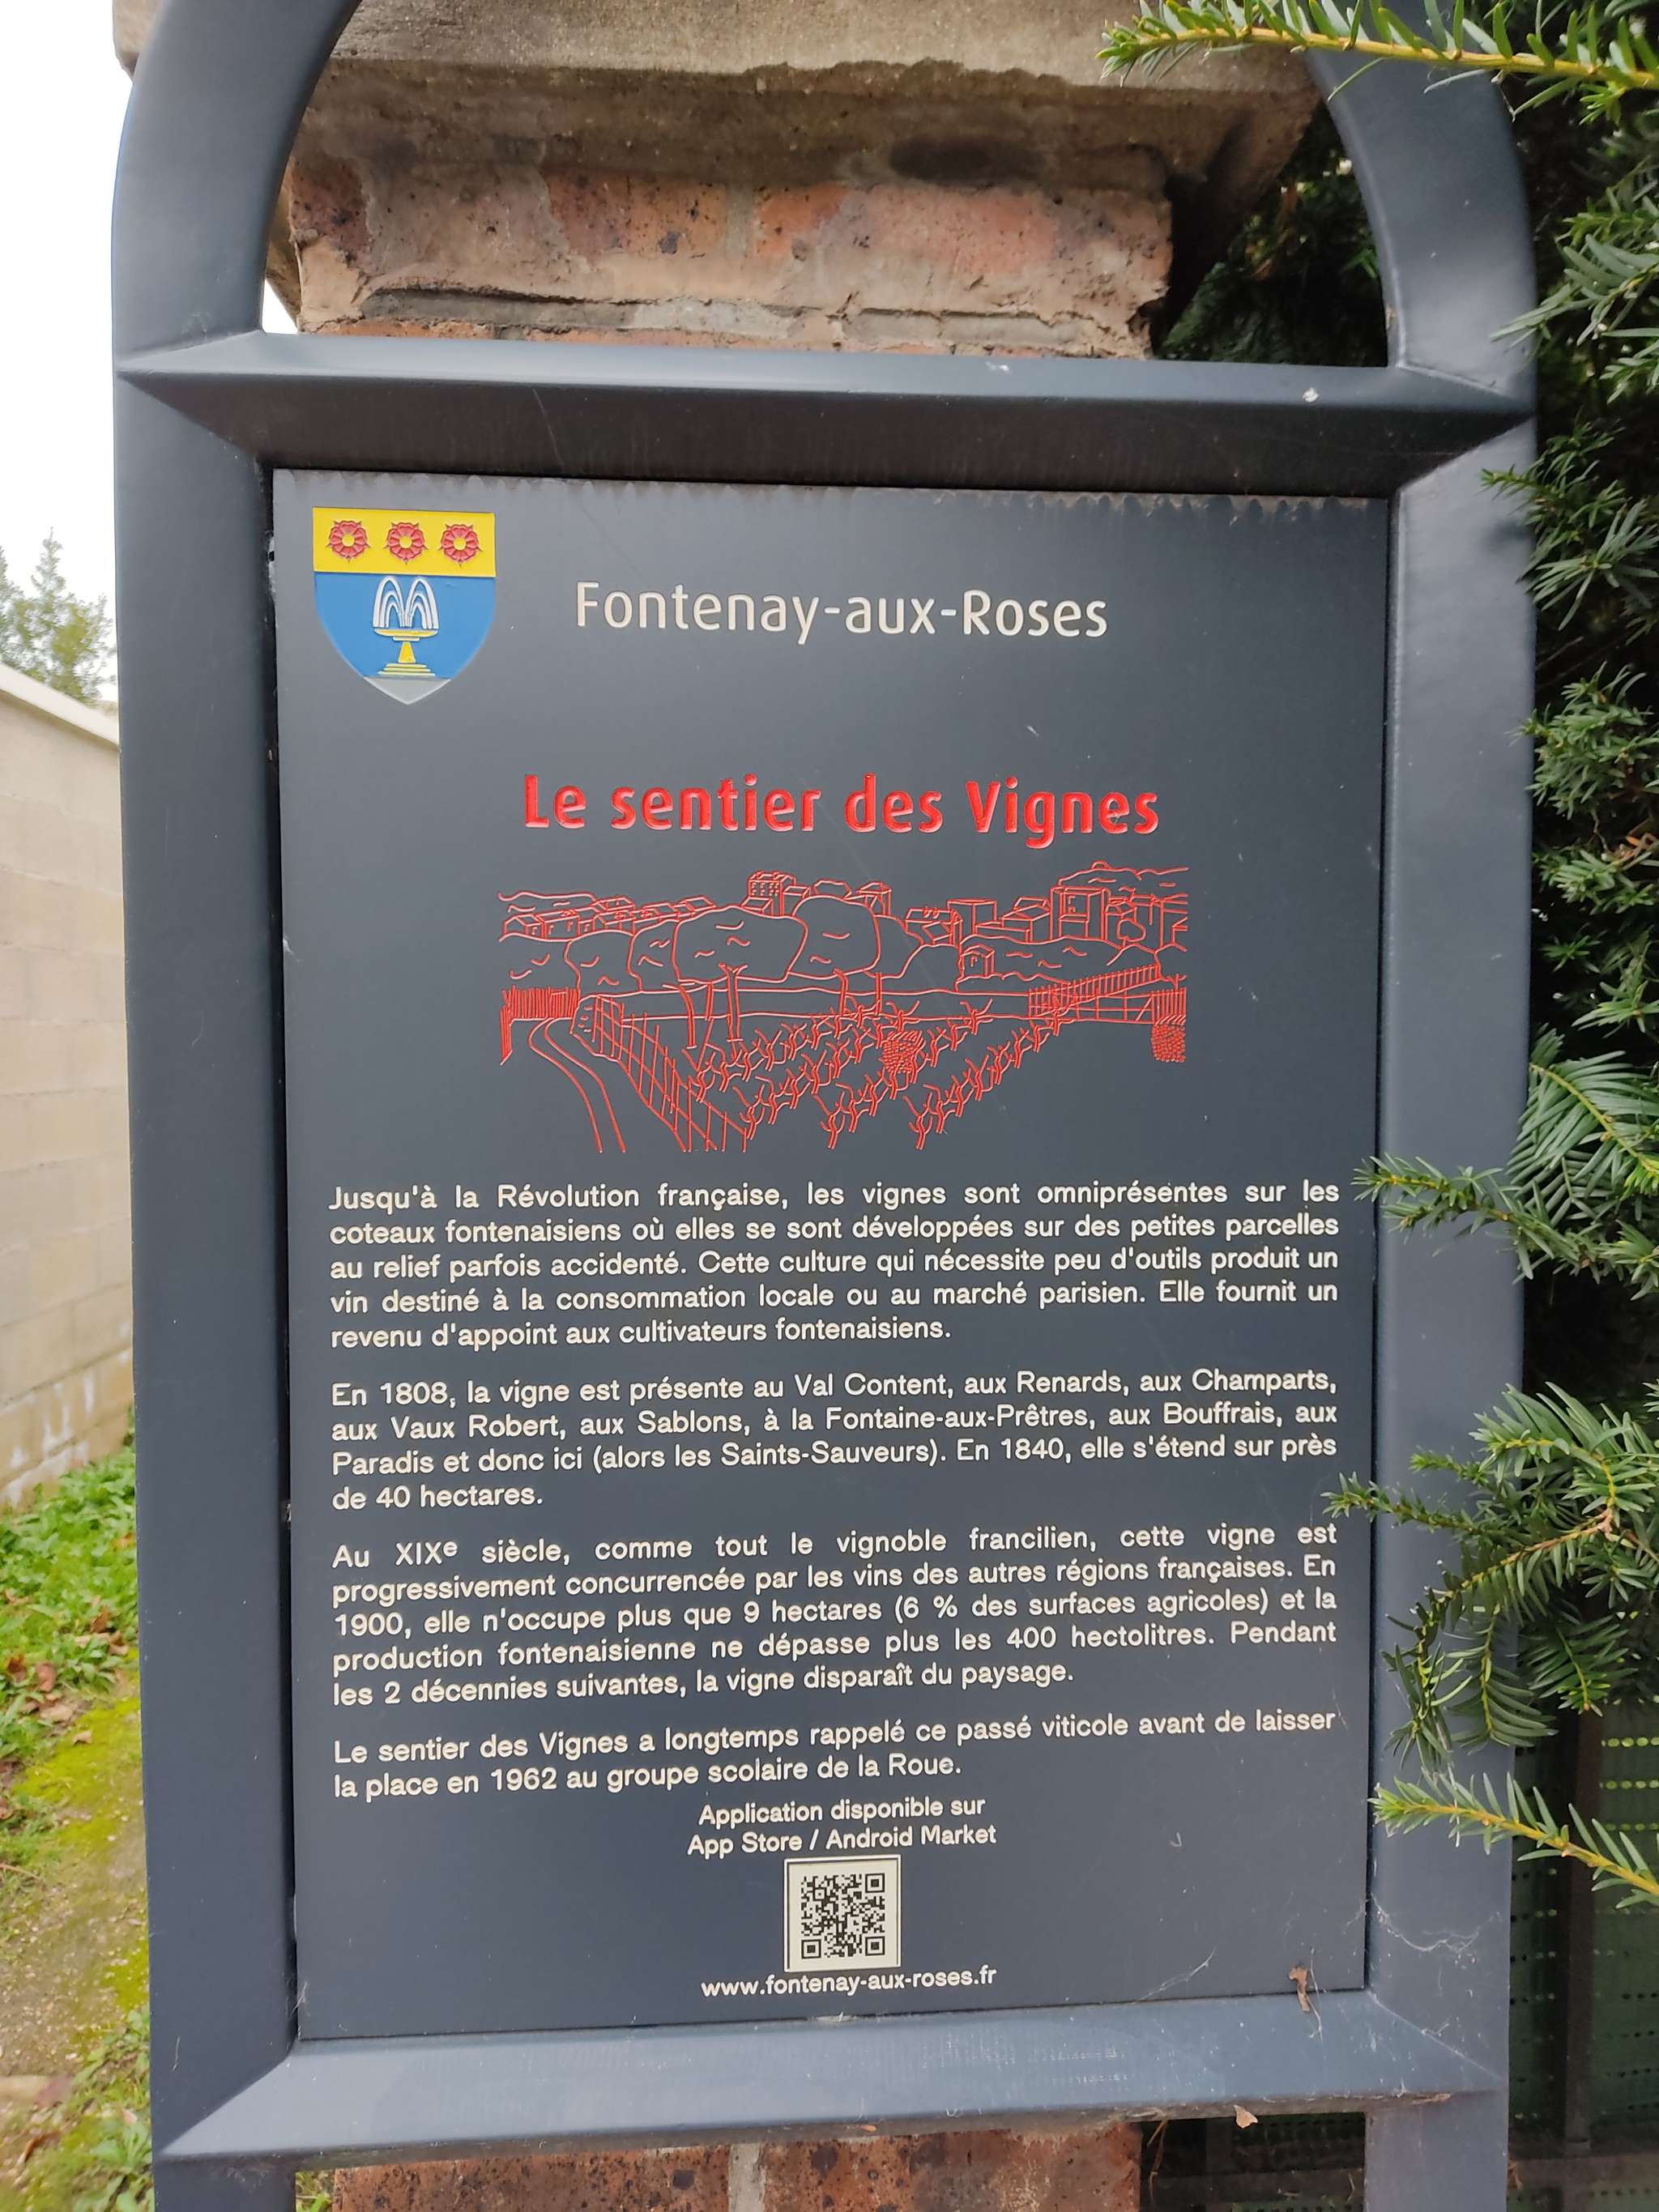 Fontenay-aux-Roses
Le sentier des Vignes
Jusqu'à la Révolution française, les vignes sont omniprésentes sur les
coteaux fontenaisiens où elles se sont développées sur des petites parcelles
au relief parfois accidenté. Cette culture qui nécessite peu d'outils produit un
vin destiné à la consommation locale ou au marché parisien. Elle fournit un
revenu d'appoint aux cultivateurs fontenaisiens.
En 1808, la vigne est présente au Val Content, aux Renards, aux Champarts,
aux Vaux Robert, aux Sablons, à la Fontaine-aux-Prêtres, aux Bouffrais, aux
Paradis et donc ici (alors les Saints-Sauveurs). En 1840, elle s'étend sur près
de 40 hectares.
Au XIXe siècle, comme tout le vignoble francilien, cette vigne est
progressivement concurrencée par les vins des autres régions françaises. En
1900, elle n'occupe plus que 9 hectares (6 % des surfaces agricoles) et la
production fontenaisienne ne dépasse plus les 400 hectolitres. Pendant
les 2 décennies suivantes, la vigne disparaît du paysage.
Le sentier des Vignes a longtemps rappelé ce passé viticole avant de laisser
la place en 1962 au groupe scolaire de la Roue.
Application disponible sur
App Store / Android Market
www.fontenay-aux-roses.fr